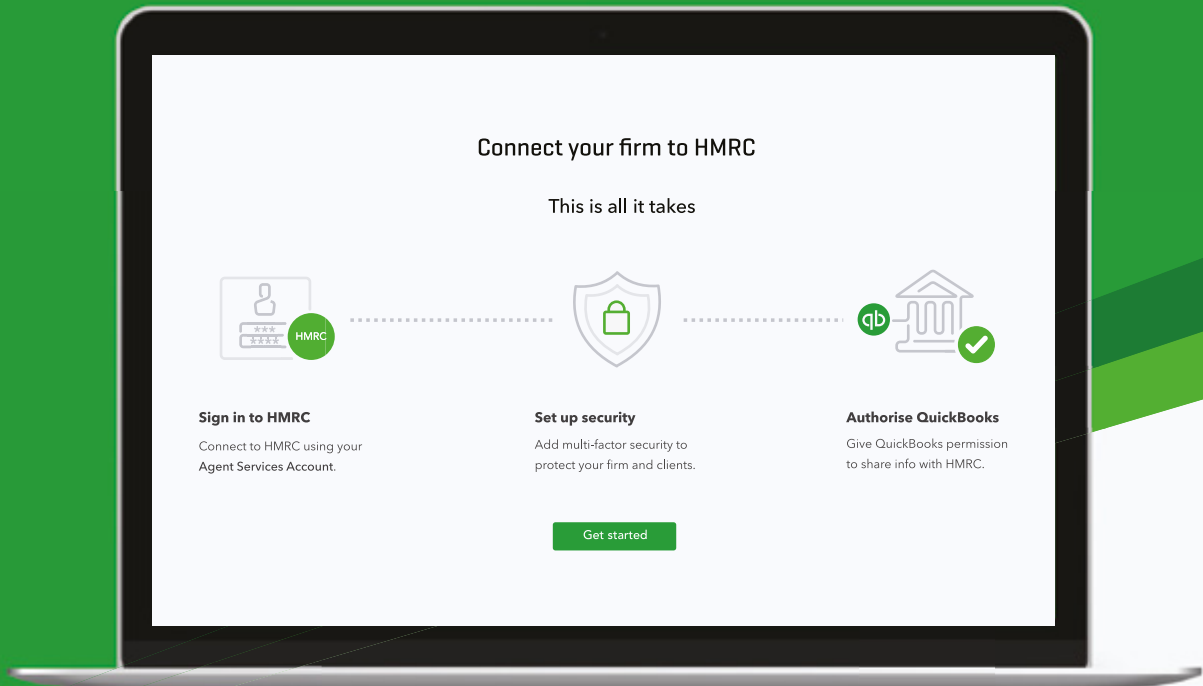 Connect your firm to HMRC
This is all it takes
***
****
HMRC
qb
Sign in to HMRC
Connect to HMRC using your
Agent Services Account.
Set up security
Add multi-factor security to
protect your firm and clients.
Authorise QuickBooks
Give QuickBooks permission
to share info with HMRC.
Get started